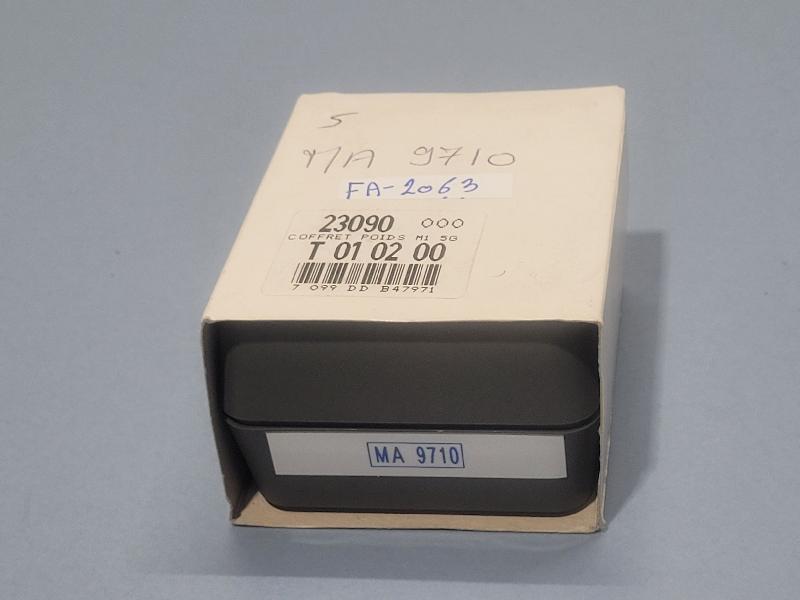 5
MA 9710
FA-2063
23090 000
COFFRET POIDS M1 5G
T 01 02 00
7 099 DD B47971
MA 9710